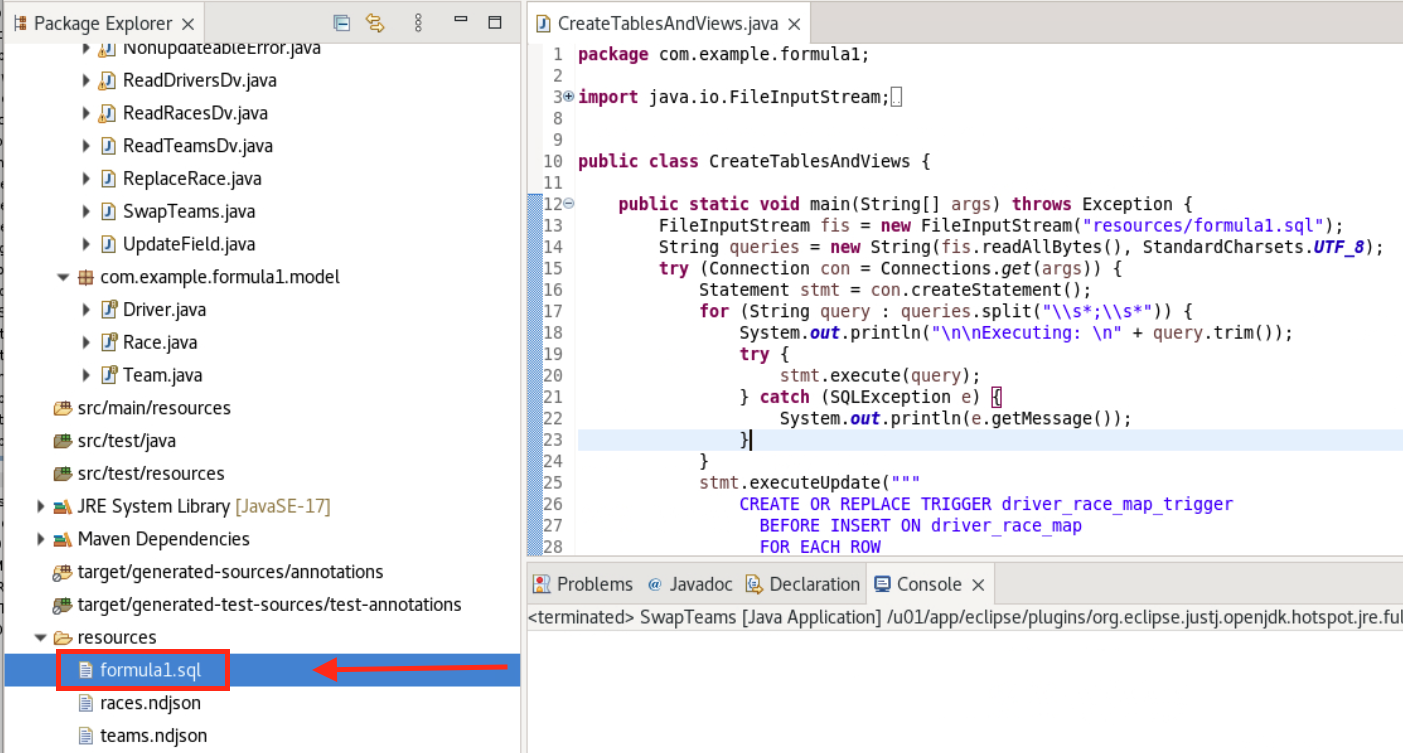 Package Explorer
NonupdateableError.java
ReadDriversDv.java
ReadRacesDv.java
ReadTeamsDv.java
ReplaceRace.java
SwapTeams.java
UpdateField.java
com.example.formula1.model
Driver.java
Race.java
Team.java
src/main/resources
src/test/java
src/test/resources
JRE System Library [JavaSE-17]
Maven Dependencies
target/generated-sources/annotations
target/generated-test-sources/test-annotations
resources
formula1.sql
races.ndjson
teams.ndjson
CreateTablesAndViews.java
1 package com.example.formula1;
2
3 import java.io.FileInputStream;
8
9
10 public class CreateTablesAndViews {
11
12     public static void main(String[] args) throws Exception {
13         FileInputStream fis = new FileInputStream("resources/formula1.sql");
14         String queries = new String(fis.readAllBytes(), StandardCharsets.UTF_8);
15         try (Connection con = Connections.get(args)) {
16             Statement stmt = con.createStatement();
17             for (String query : queries.split("\\s*;\\s*")) {
18                 System.out.println("\n\nExecuting: \n" + query.trim());
19                 try {
20                     stmt.execute(query);
21                 } catch (SQLException e) {
22                     System.out.println(e.getMessage());
23                 }
24             }
25             stmt.executeUpdate("""
26                 CREATE OR REPLACE TRIGGER driver_race_map_trigger
27                   BEFORE INSERT ON driver_race_map
28                   FOR EACH ROW
Problems @ Javadoc Declaration Console
<terminated> SwapTeams [Java Application] /u01/app/eclipse/plugins/org.eclipse.justj.openjdk.hotspot.jre.ful